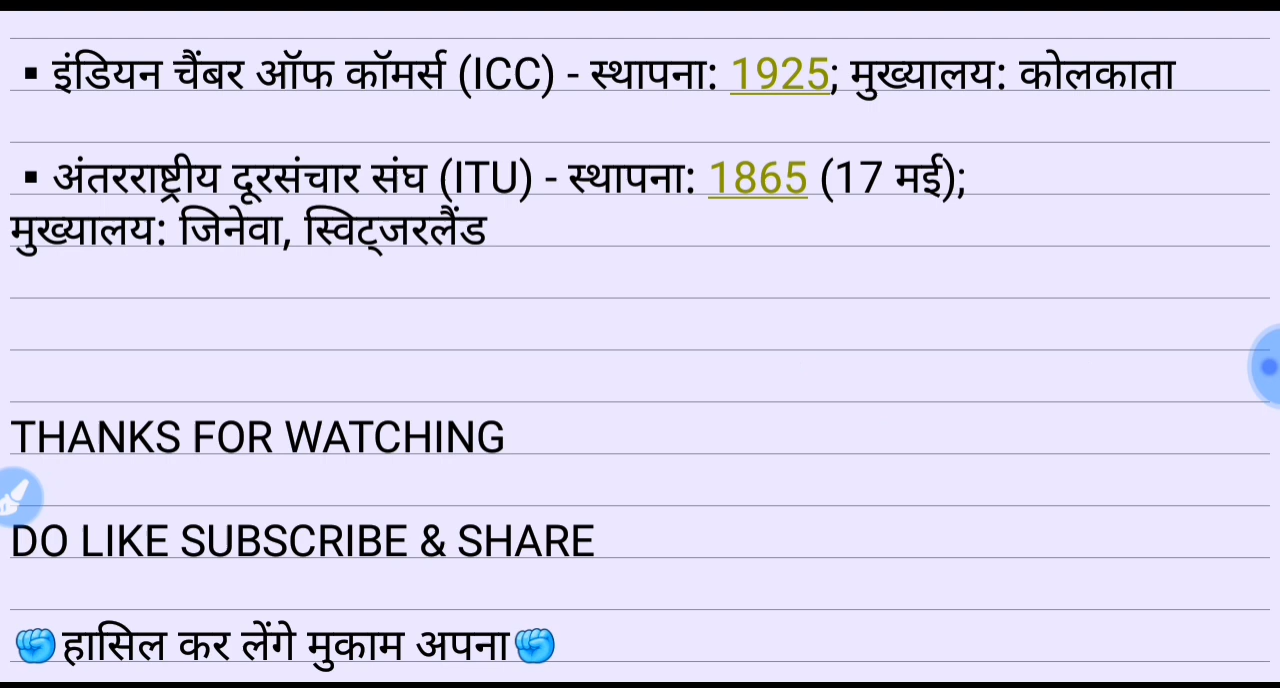 ▪ इंडियन चैंबर ऑफ कॉमर्स (ICC) - स्थापना: 1925; मुख्यालय: कोलकाता
▪ अंतरराष्ट्रीय दूरसंचार संघ (ITU) - स्थापना: 1865 (17 मई);
मुख्यालय: जिनेवा, स्विट्जरलैंड
THANKS FOR WATCHING
DO LIKE SUBSCRIBE & SHARE
✊हासिल कर लेंगे मुकाम अपना✊